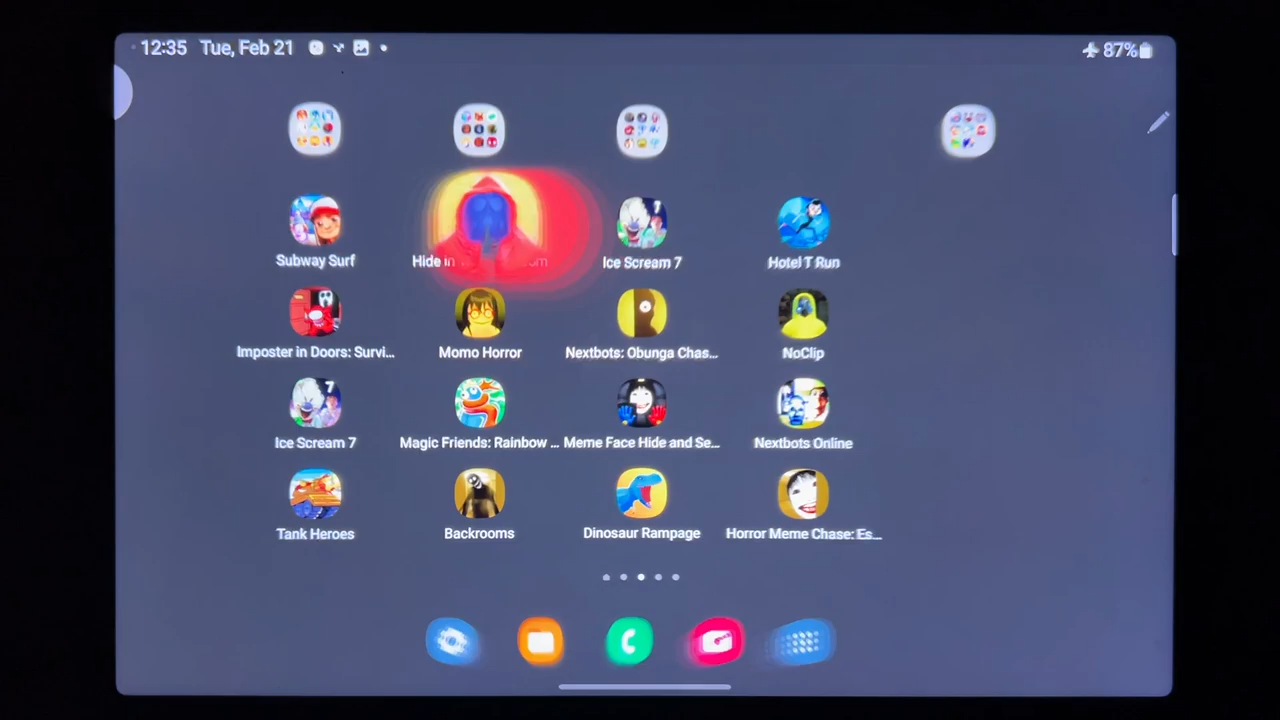 12:35 Tue, Feb 21
87%
Subway Surf
Hide in
Ice Scream 7
Hotel T Run
Imposter in Doors: Survi...
Momo Horror
Nextbots: Obunga Chas...
NoClip
Ice Scream 7
Magic Friends: Rainbow ...
Meme Face Hide and Se...
Nextbots Online
Tank Heroes
Backrooms
Dinosaur Rampage
Horror Meme Chase: Es...